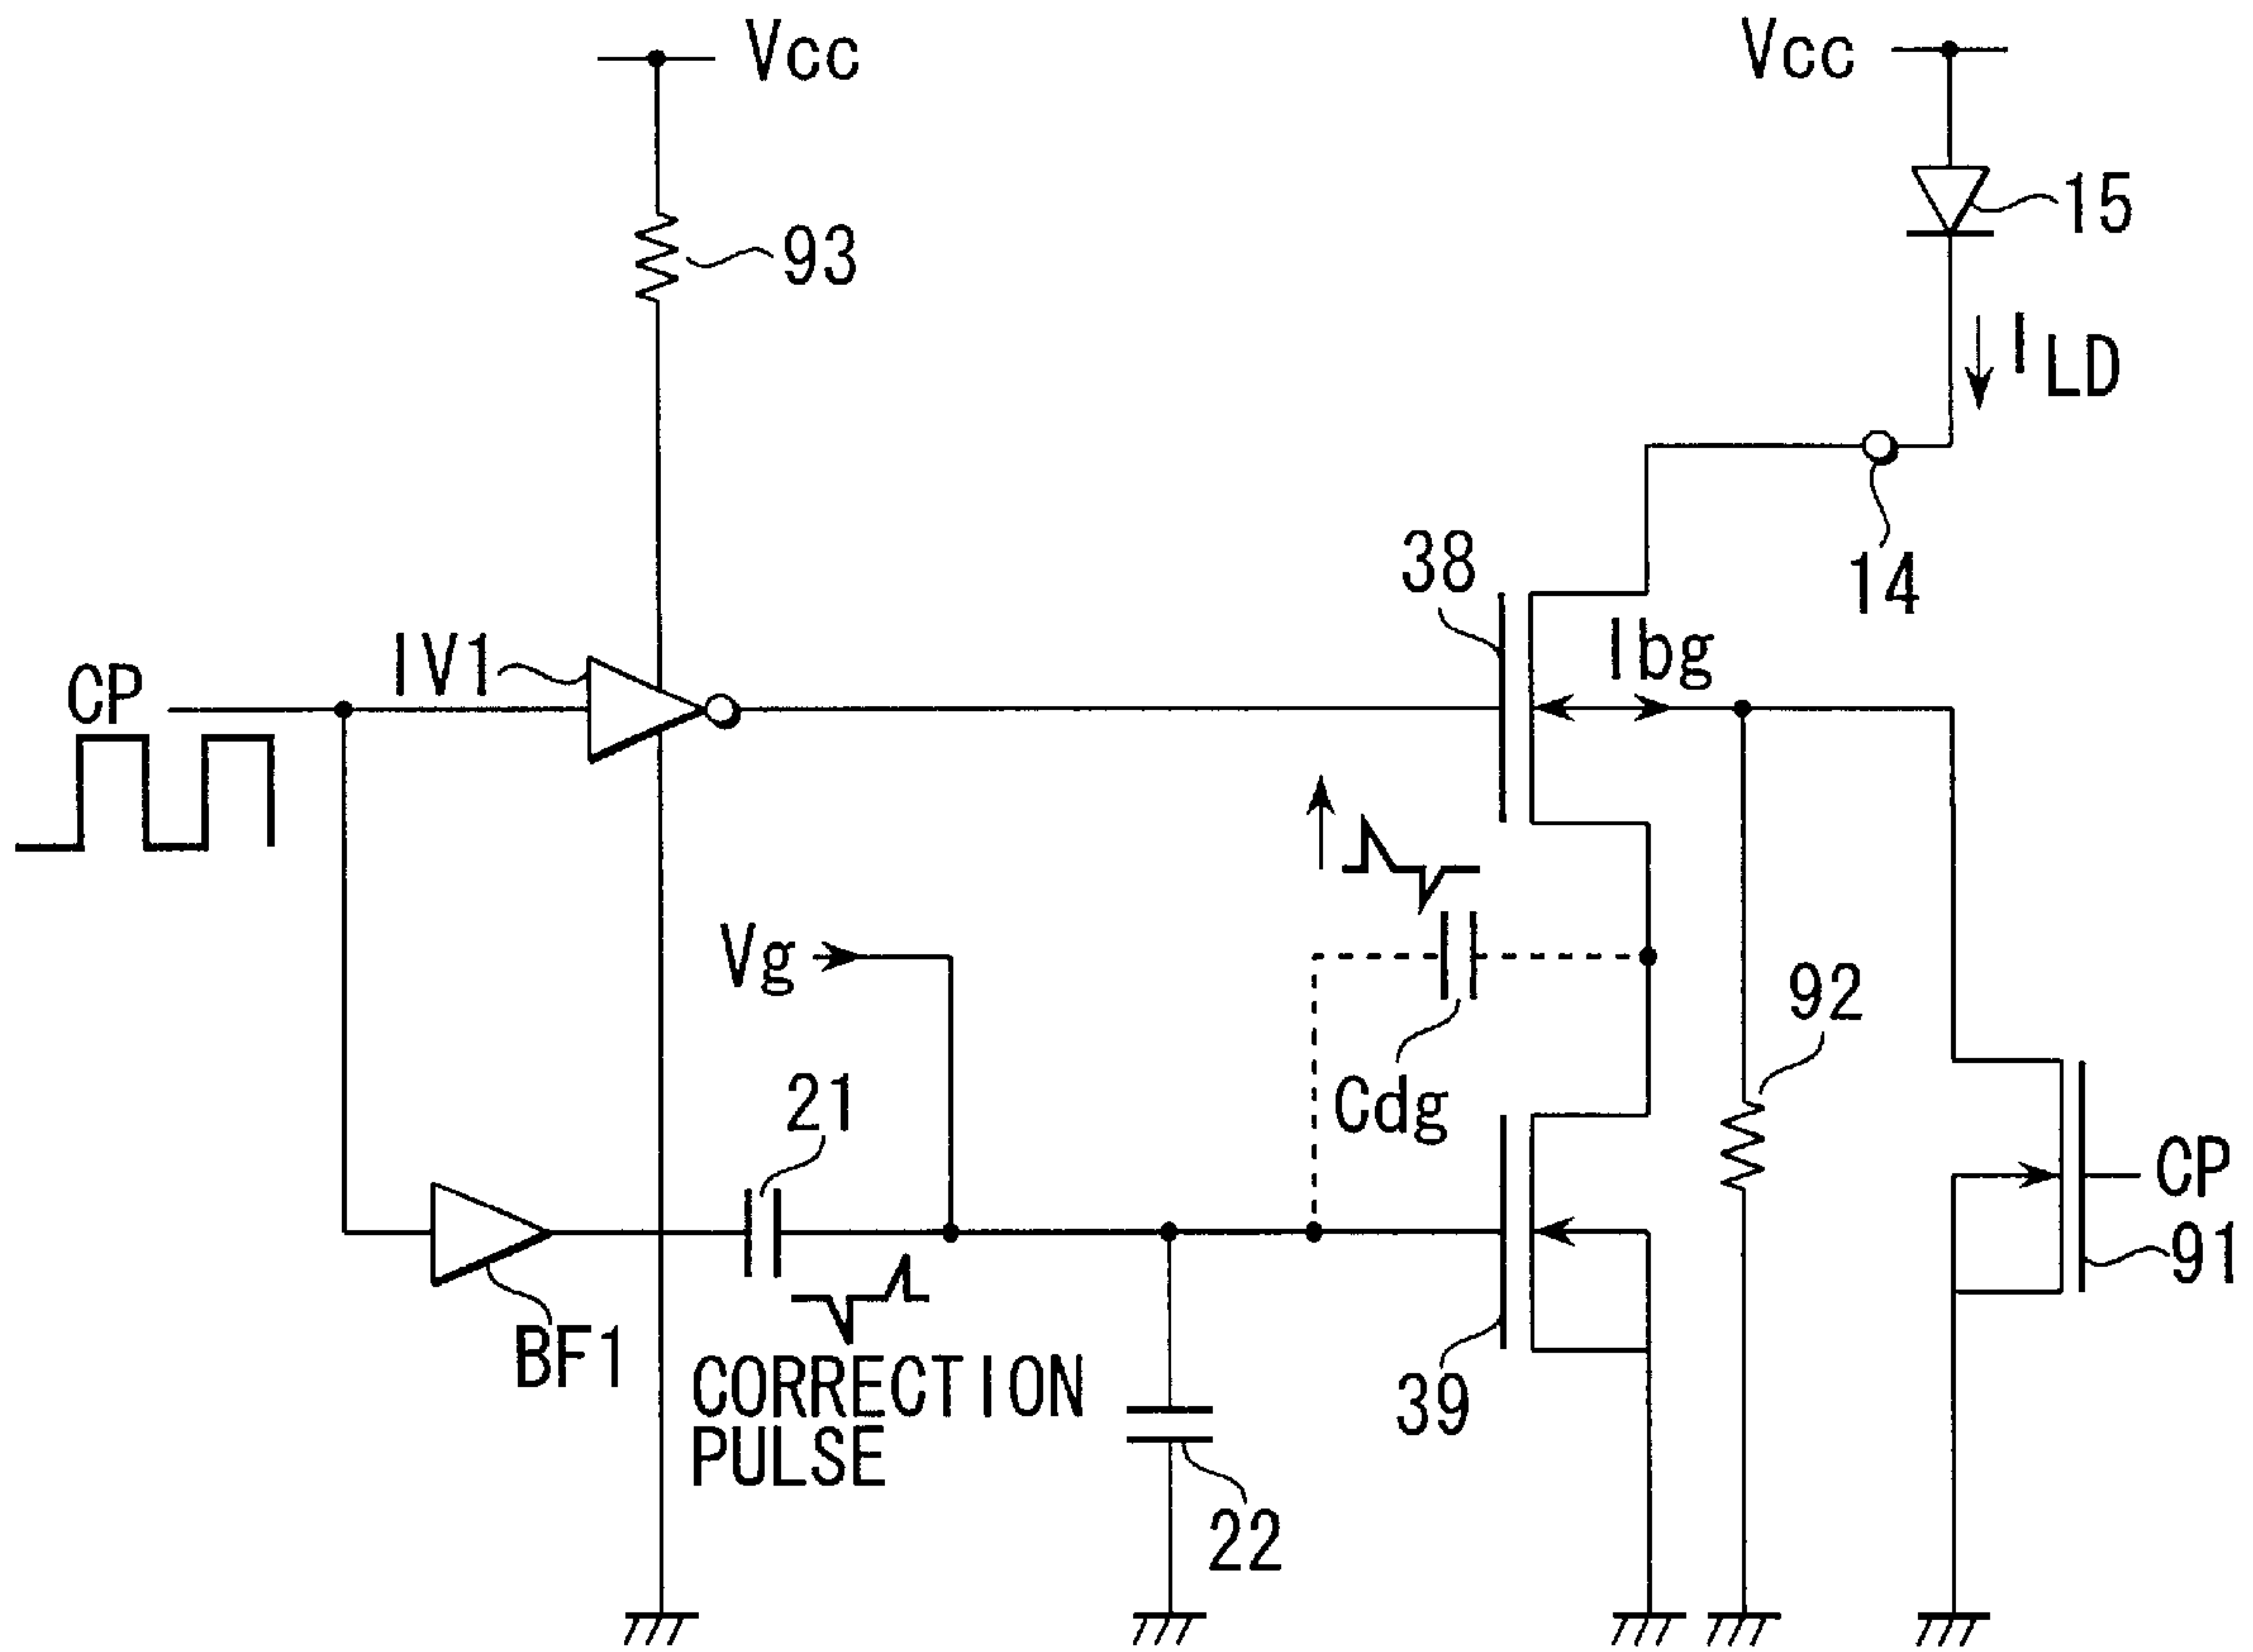 Vcc
Vcc
15
93
ILD
38
14
IV1
Ibg
CP
Vg
92
21
Cdg
CP
91
BF1
CORRECTION
PULSE
39
22